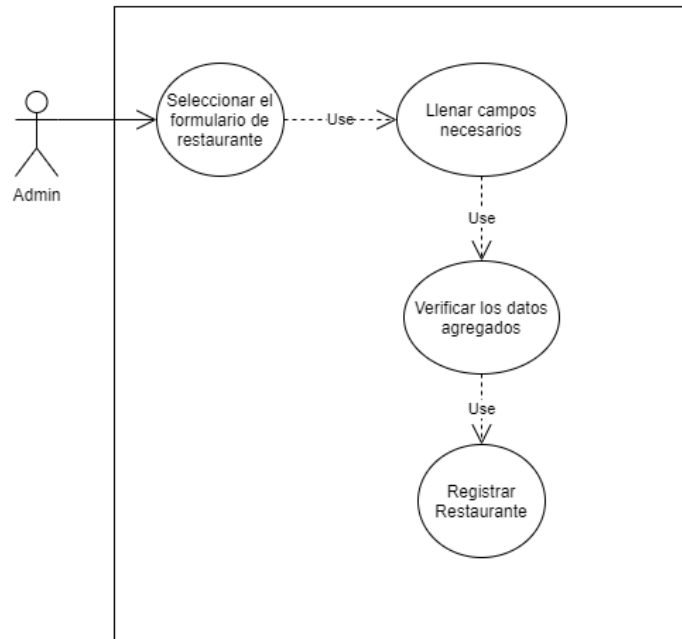 Seleccionar el
formulario de
restaurante
Use
Llenar campos
necesarios
Admin
Use
Verificar los datos
agregados
Use
Registrar
Restaurante